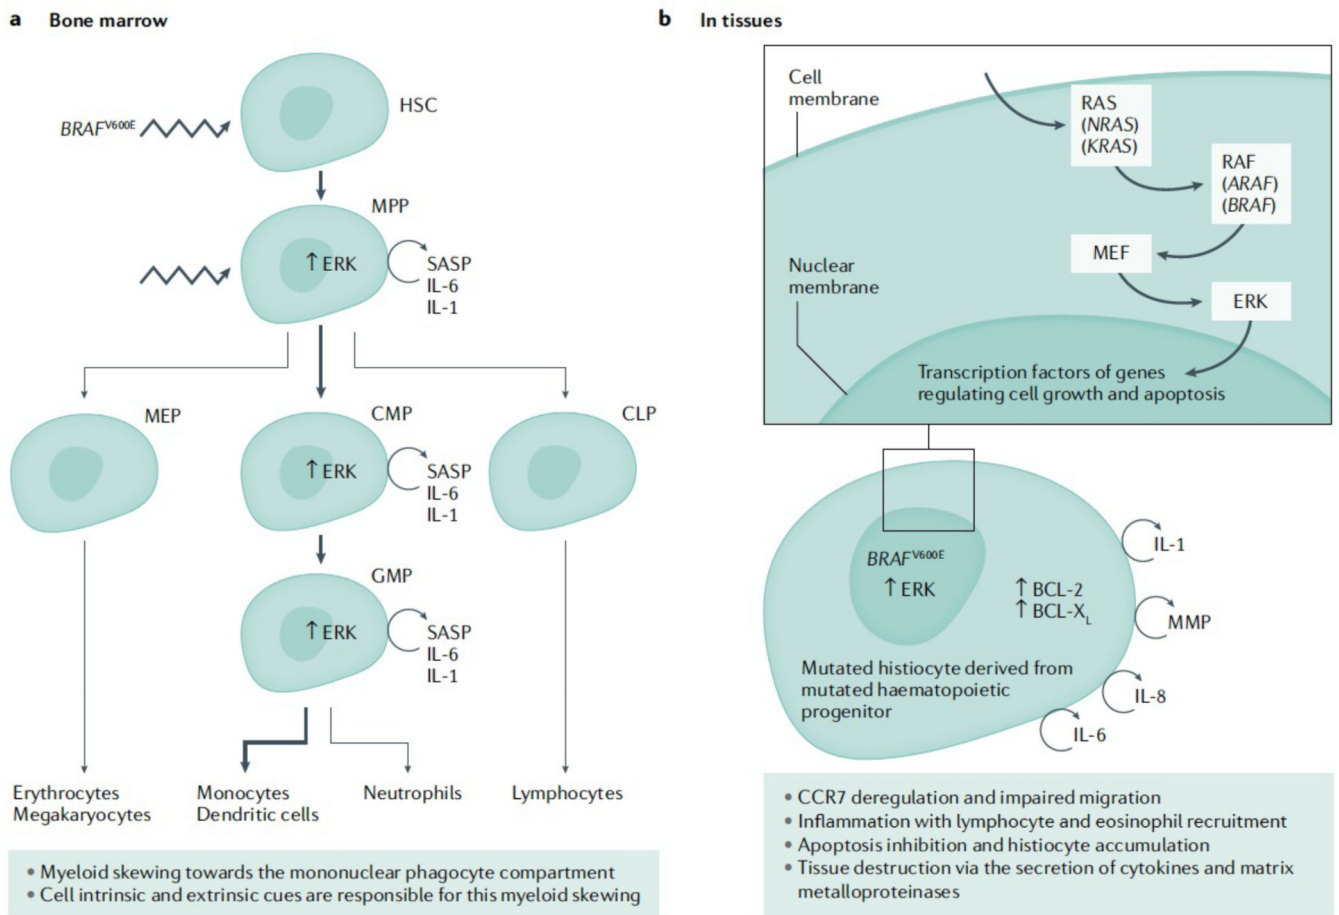 a Bone marrow
BRAFV600E
HSC
MPP
↑ ERK
SASP
IL-6
IL-1
MEP
CMP
CLP
↑ ERK
SASP
IL-6
IL-1
GMP
↑ ERK
SASP
IL-6
IL-1
Erythrocytes
Megakaryocytes
Monocytes
Dendritic cells
Neutrophils
Lymphocytes
• Myeloid skewing towards the mononuclear phagocyte compartment
• Cell intrinsic and extrinsic cues are responsible for this myeloid skewing
b In tissues
Cell
membrane
RAS
(NRAS)
(KRAS)
RAF
(ARAF)
(BRAF)
MEF
ERK
Nuclear
membrane
Transcription factors of genes
regulating cell growth and apoptosis
BRAFV600E
↑ ERK
↑ BCL-2
↑ BCL-XL
IL-1
MMP
IL-8
IL-6
Mutated histiocyte derived from
mutated haematopoietic
progenitor
• CCR7 deregulation and impaired migration
• Inflammation with lymphocyte and eosinophil recruitment
• Apoptosis inhibition and histiocyte accumulation
• Tissue destruction via the secretion of cytokines and matrix
metalloproteinases